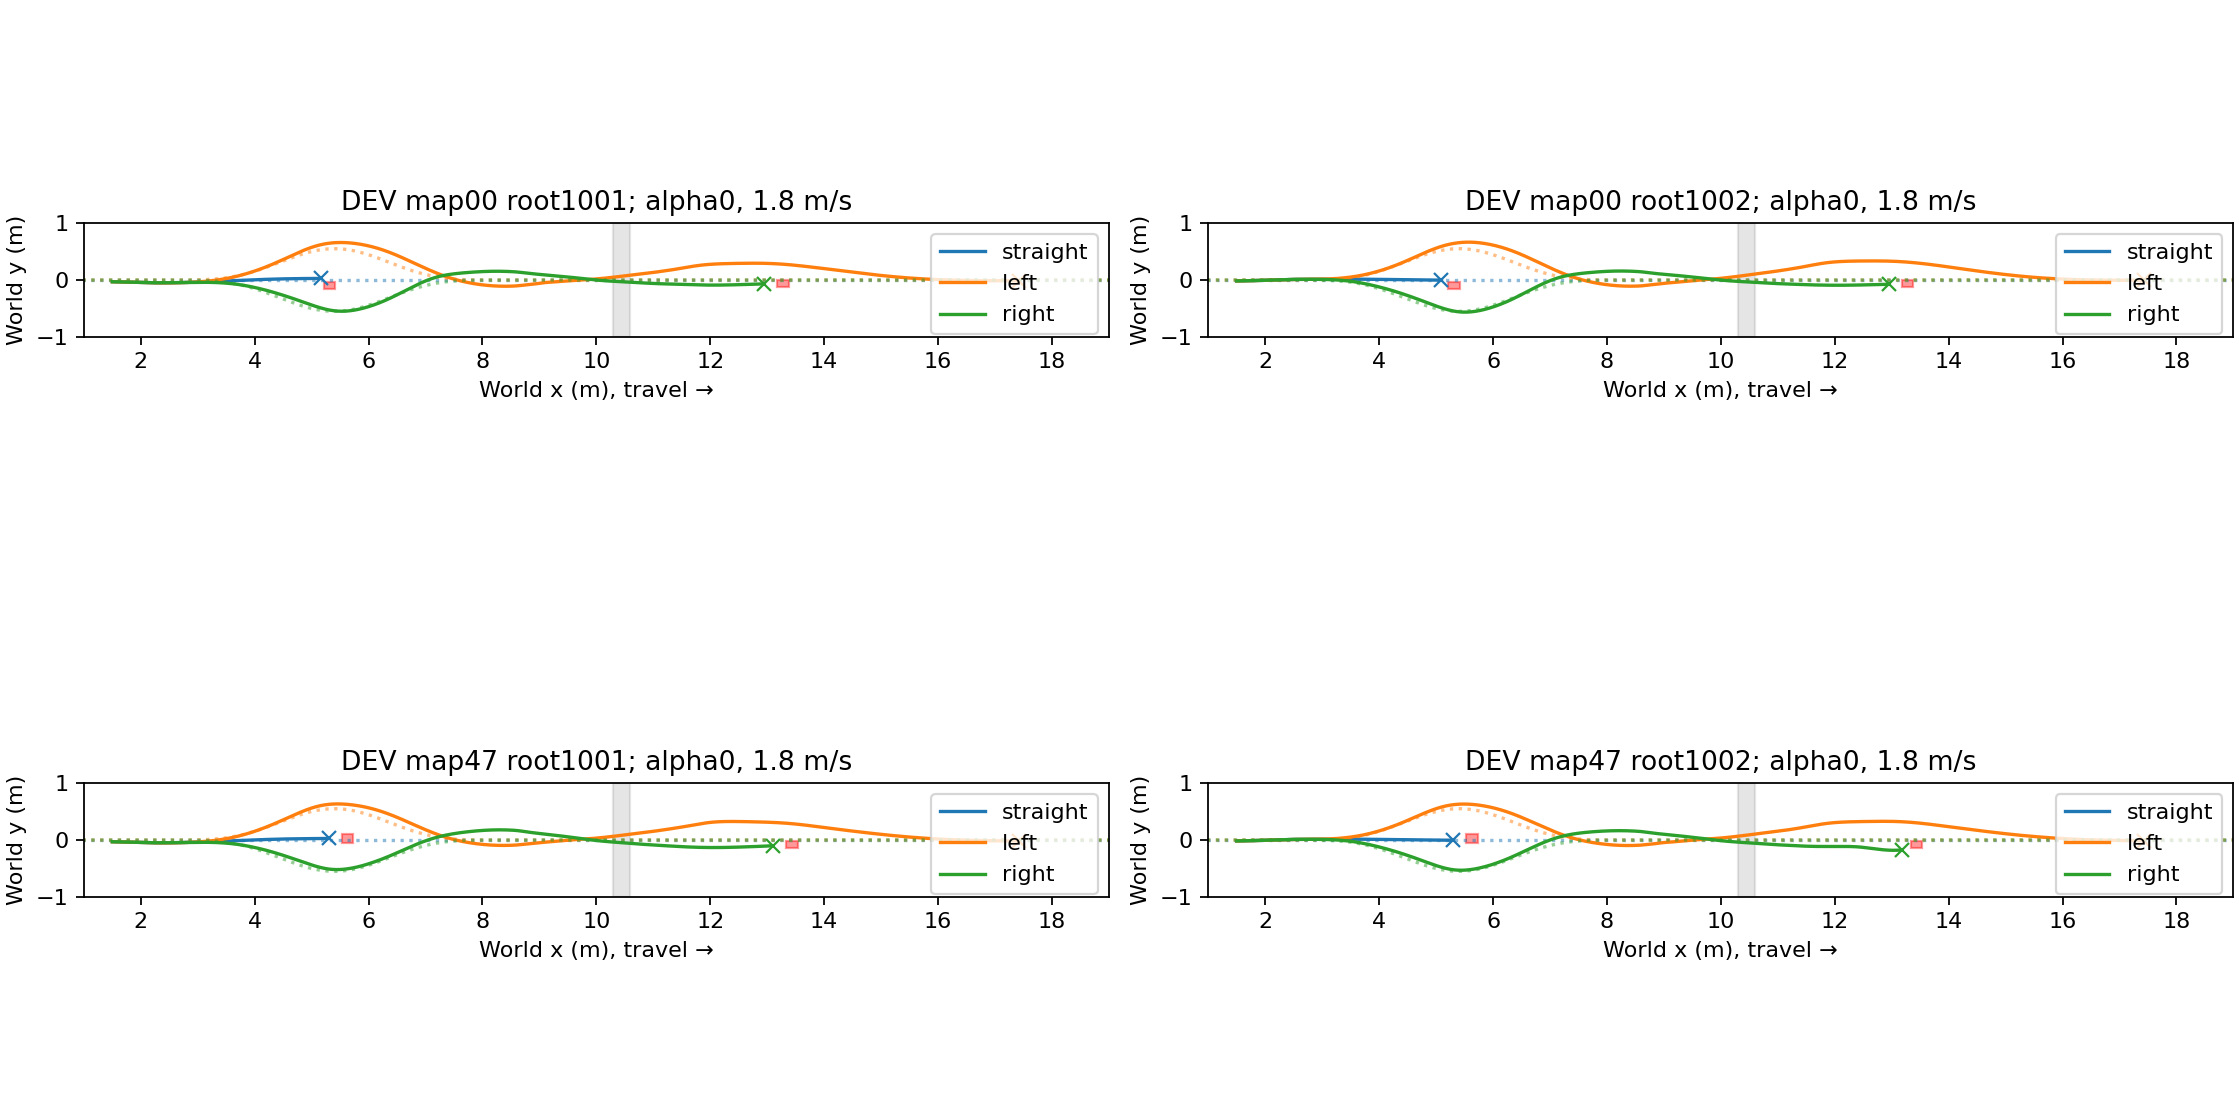 DEV map00 root1001; alpha0, 1.8 m/s
World y (m)
1
0
−1
straight
left
right
2 4 6 8 10 12 14 16 18
World x (m), travel →
DEV map00 root1002; alpha0, 1.8 m/s
World y (m)
1
0
−1
straight
left
right
2 4 6 8 10 12 14 16 18
World x (m), travel →
DEV map47 root1001; alpha0, 1.8 m/s
World y (m)
1
0
−1
straight
left
right
2 4 6 8 10 12 14 16 18
World x (m), travel →
DEV map47 root1002; alpha0, 1.8 m/s
World y (m)
1
0
−1
straight
left
right
2 4 6 8 10 12 14 16 18
World x (m), travel →